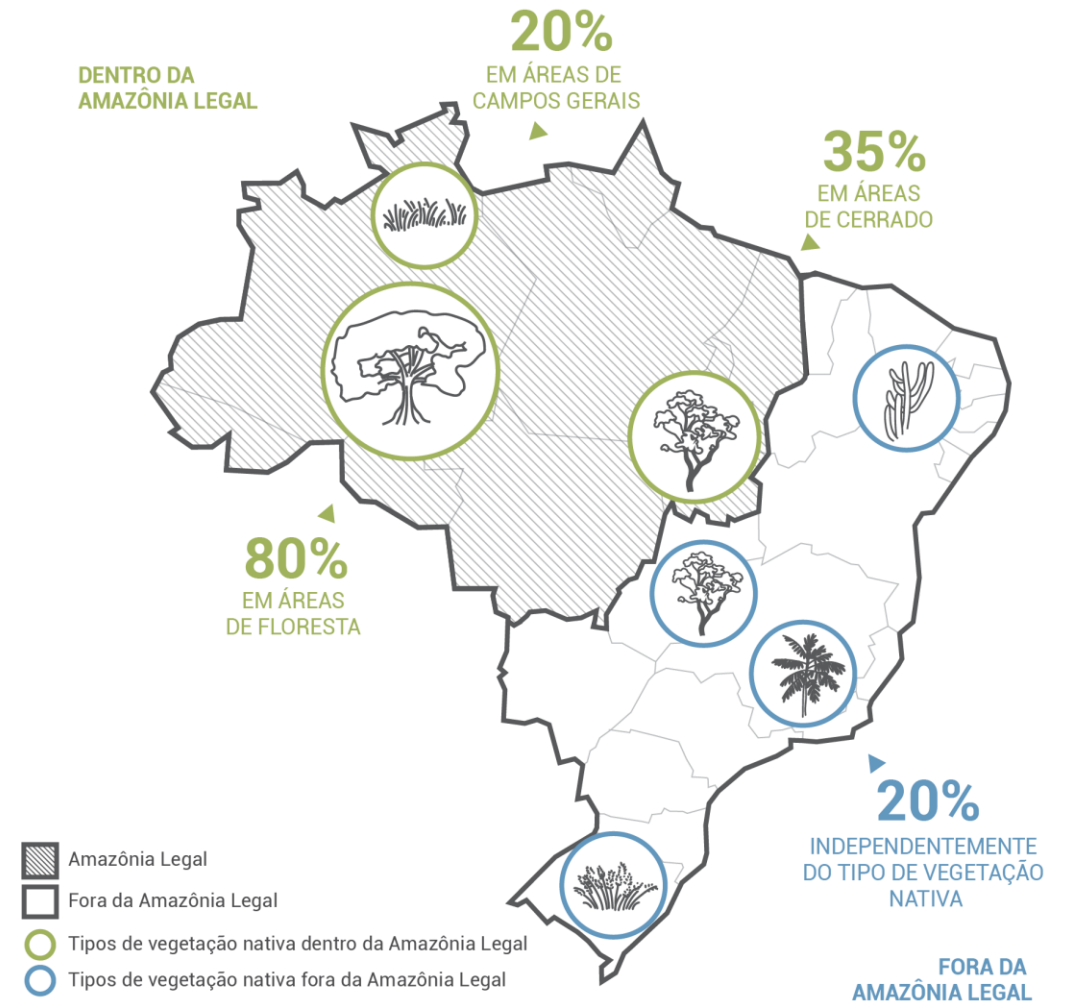 DENTRO DA
AMAZÔNIA LEGAL
20%
EM ÁREAS DE
CAMPOS GERAIS
35%
EM ÁREAS
DE CERRADO
80%
EM ÁREAS
DE FLORESTA
20%
INDEPENDENTEMENTE
DO TIPO DE VEGETAÇÃO
NATIVA
FORA DA
AMAZÔNIA LEGAL
Amazônia Legal
Fora da Amazônia Legal
Tipos de vegetação nativa dentro da Amazônia Legal
Tipos de vegetação nativa fora da Amazônia Legal